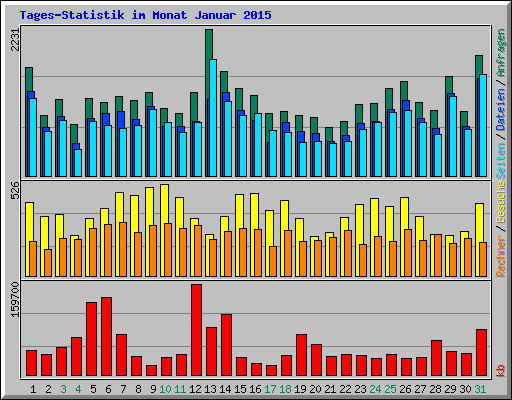 Tages-Statistik im Monat Januar 2015
2231
Rechner / Besuche Seiten / Dateien / Anfragen
526
159700
kb
1 2 3 4 5 6 7 8 9 10 11 12 13 14 15 16 17 18 19 20 21 22 23 24 25 26 27 28 29 30 31